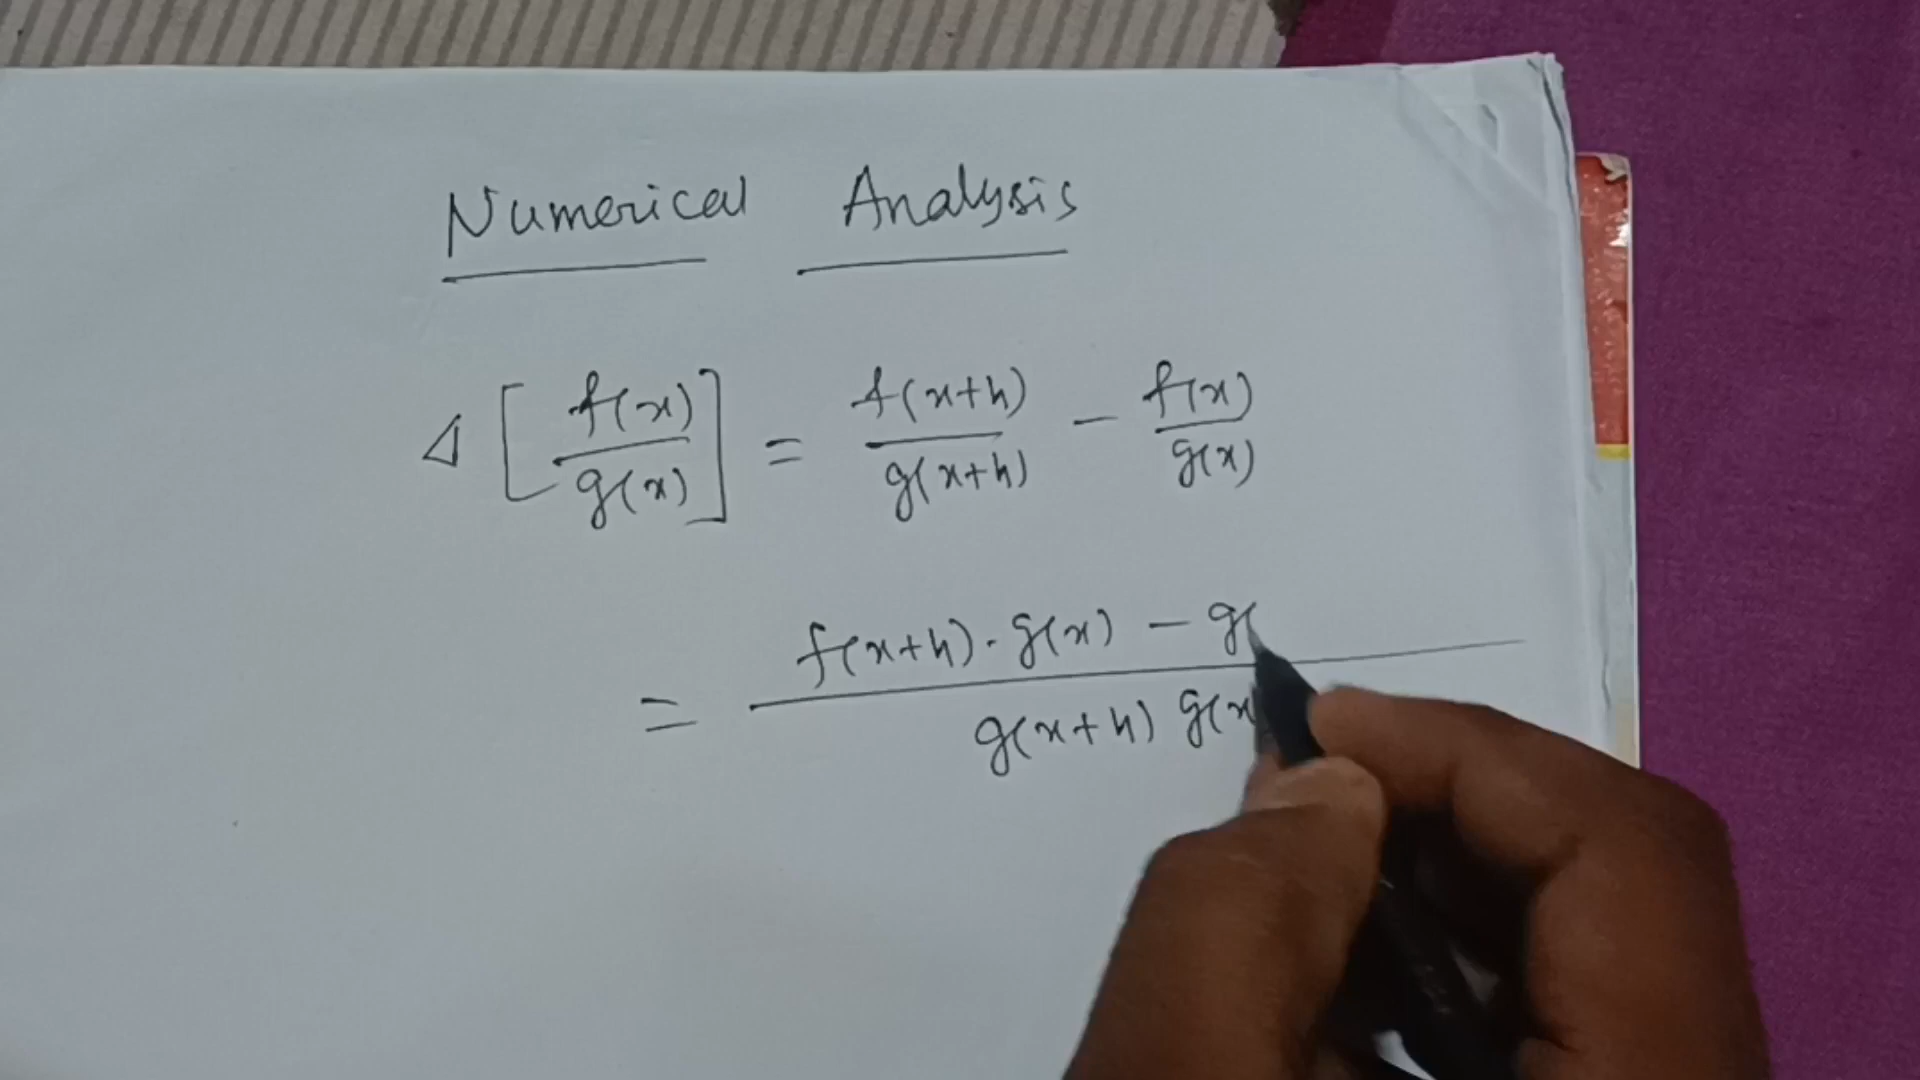 Numerical Analysis
Δ [ f(x) / g(x) ] = f(x+h) / g(x+h) − f(x) / g(x)
= f(x+h)·g(x) − g( / g(x+h) g(x